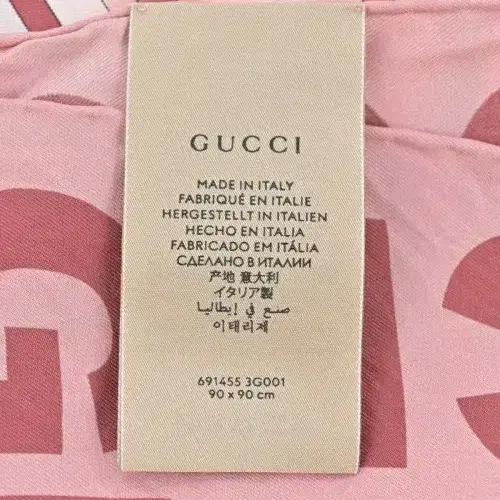 GUCCI
MADE IN ITALY
FABRIQUÉ EN ITALIE
HERGESTELLT IN ITALIEN
HECHO EN ITALIA
FABRICADO EM ITÁLIA
СДЕЛАНО В ИТАЛИИ
产地 意大利
イタリア製
صنع في إيطاليا
이태리제
691455 3G001
90 x 90 cm